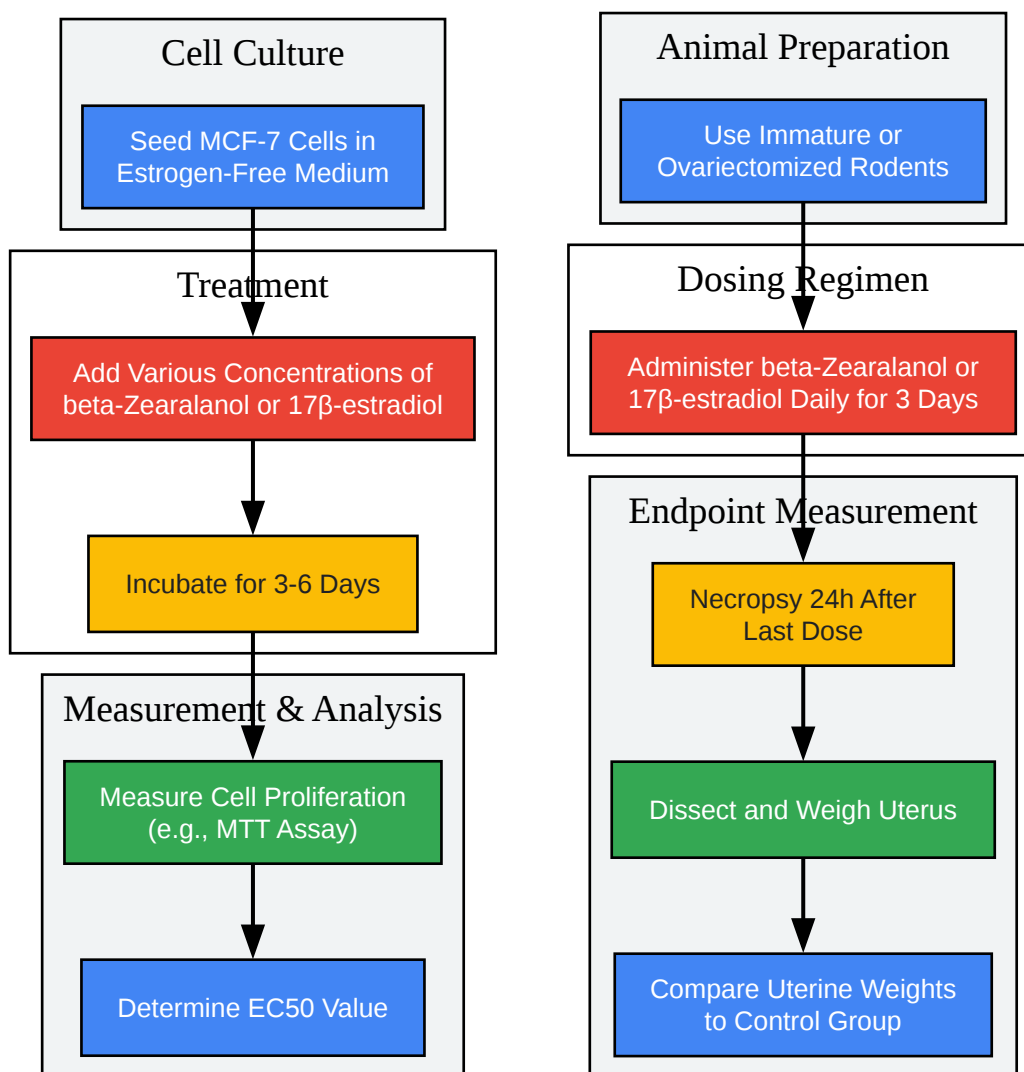 Cell Culture
Seed MCF-7 Cells in
Estrogen-Free Medium
Treatment
Add Various Concentrations of
beta-Zearalanol or 17β-estradiol
Incubate for 3-6 Days
Measurement & Analysis
Measure Cell Proliferation
(e.g., MTT Assay)
Determine EC50 Value
Animal Preparation
Use Immature or
Ovariectomized Rodents
Dosing Regimen
Administer beta-Zearalanol or
17β-estradiol Daily for 3 Days
Endpoint Measurement
Necropsy 24h After
Last Dose
Dissect and Weigh Uterus
Compare Uterine Weights
to Control Group